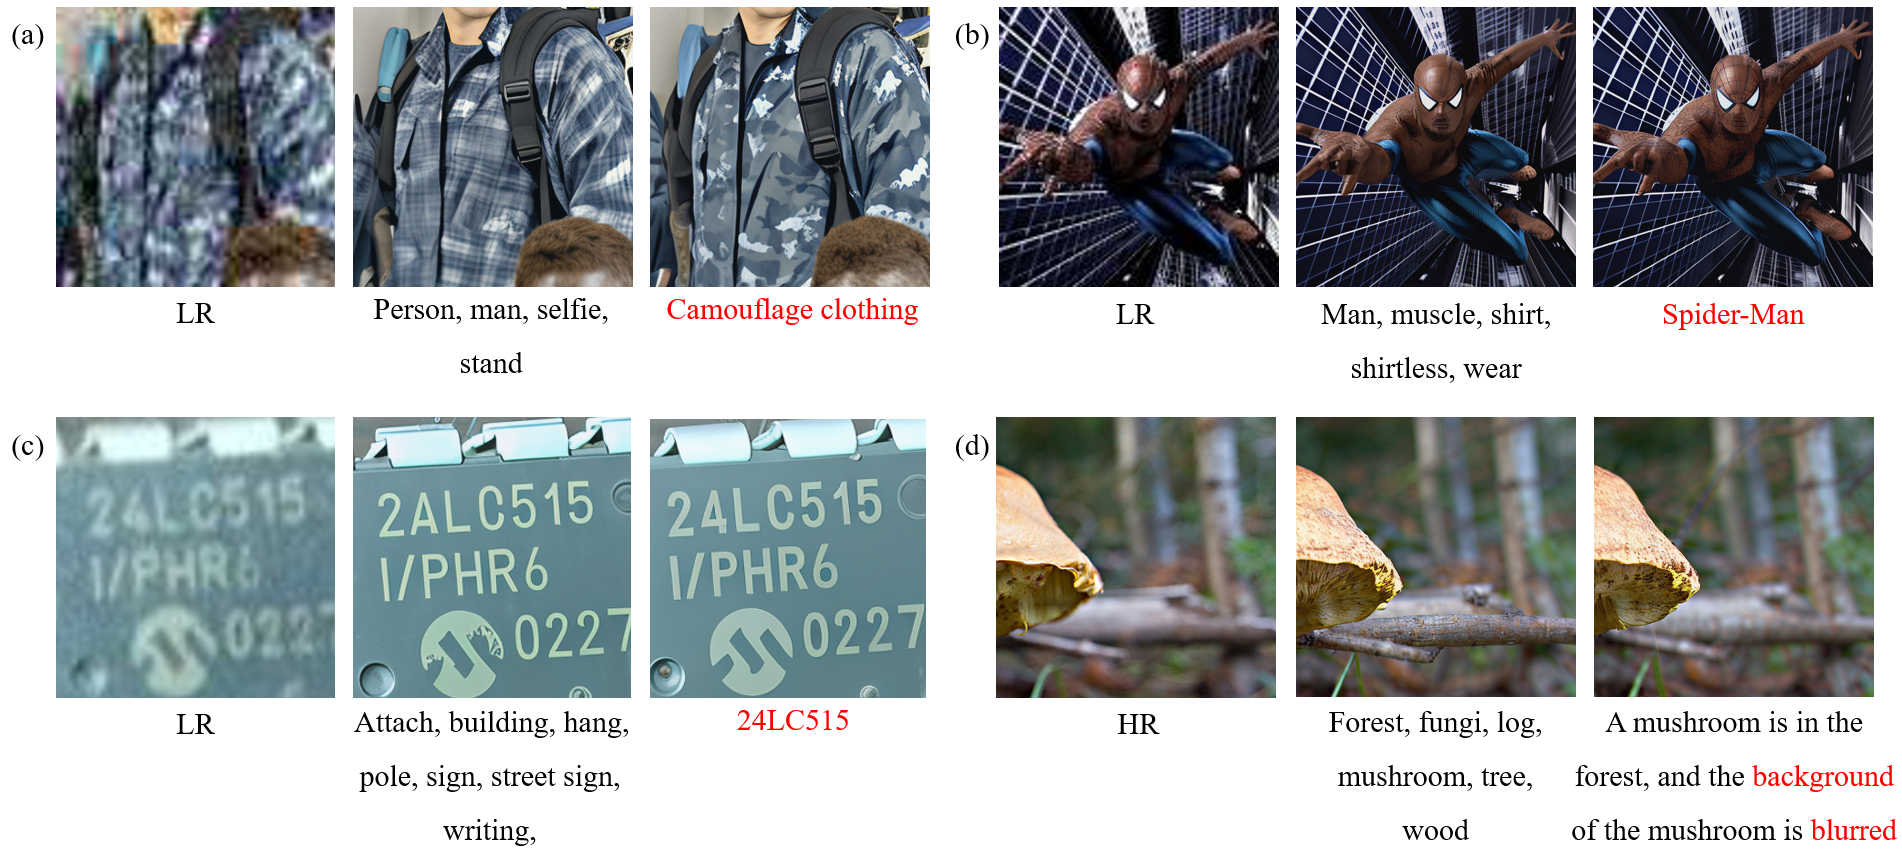 (a)
LR
Person, man, selfie,
stand
Camouflage clothing
(b)
LR
Man, muscle, shirt,
shirtless, wear
Spider-Man
(c)
24LC515
I/PHR6
0227
LR
2ALC515
I/PHR6
0227
Attach, building, hang,
pole, sign, street sign,
writing,
24LC515
I/PHR6
0227
24LC515
(d)
HR
Forest, fungi, log,
mushroom, tree,
wood
A mushroom is in the
forest, and the background
of the mushroom is blurred